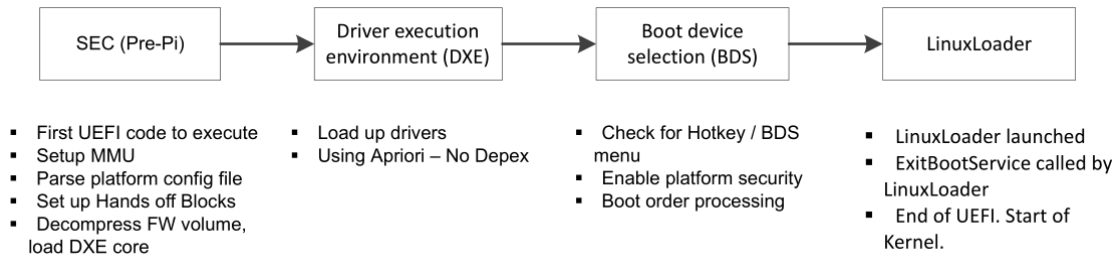 SEC (Pre-Pi)
Driver execution
environment (DXE)
Boot device
selection (BDS)
LinuxLoader
▪ First UEFI code to execute
▪ Setup MMU
▪ Parse platform config file
▪ Set up Hands off Blocks
▪ Decompress FW volume,
load DXE core
▪ Load up drivers
▪ Using Apriori – No Depex
▪ Check for Hotkey / BDS
menu
▪ Enable platform security
▪ Boot order processing
▪ LinuxLoader launched
▪ ExitBootService called by
LinuxLoader
▪ End of UEFI. Start of
Kernel.